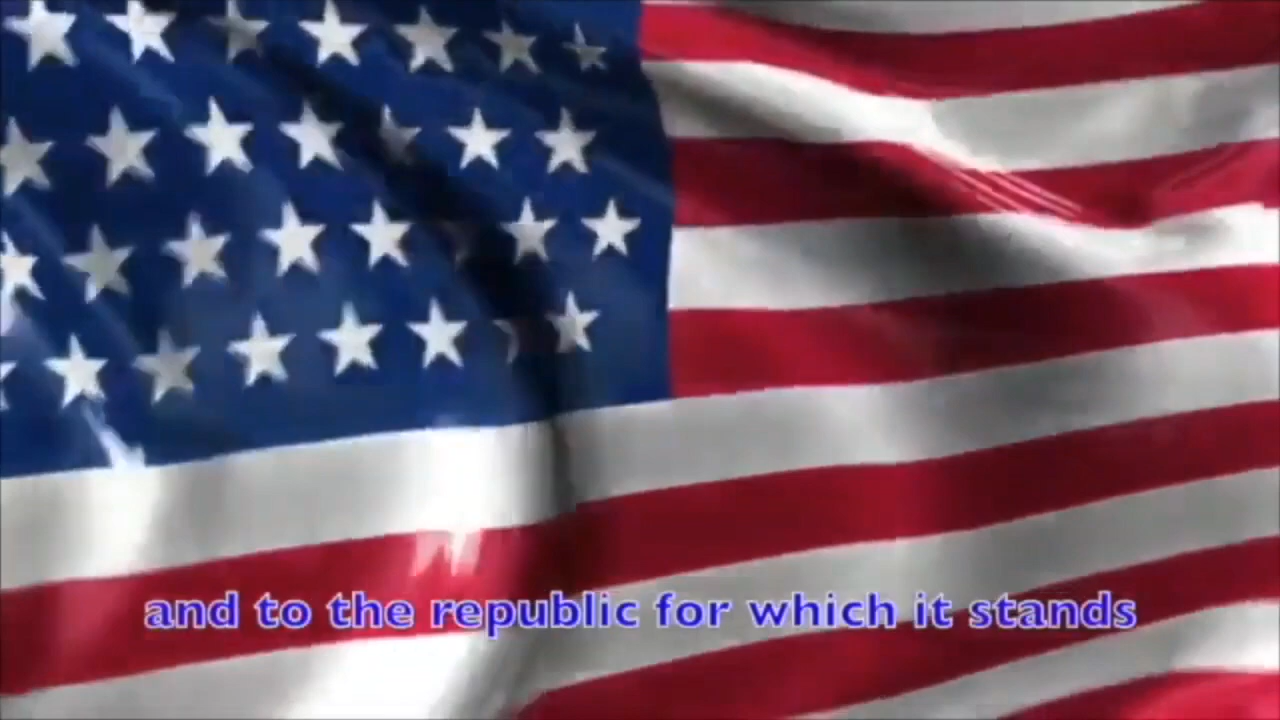 and to the republic for which it stands